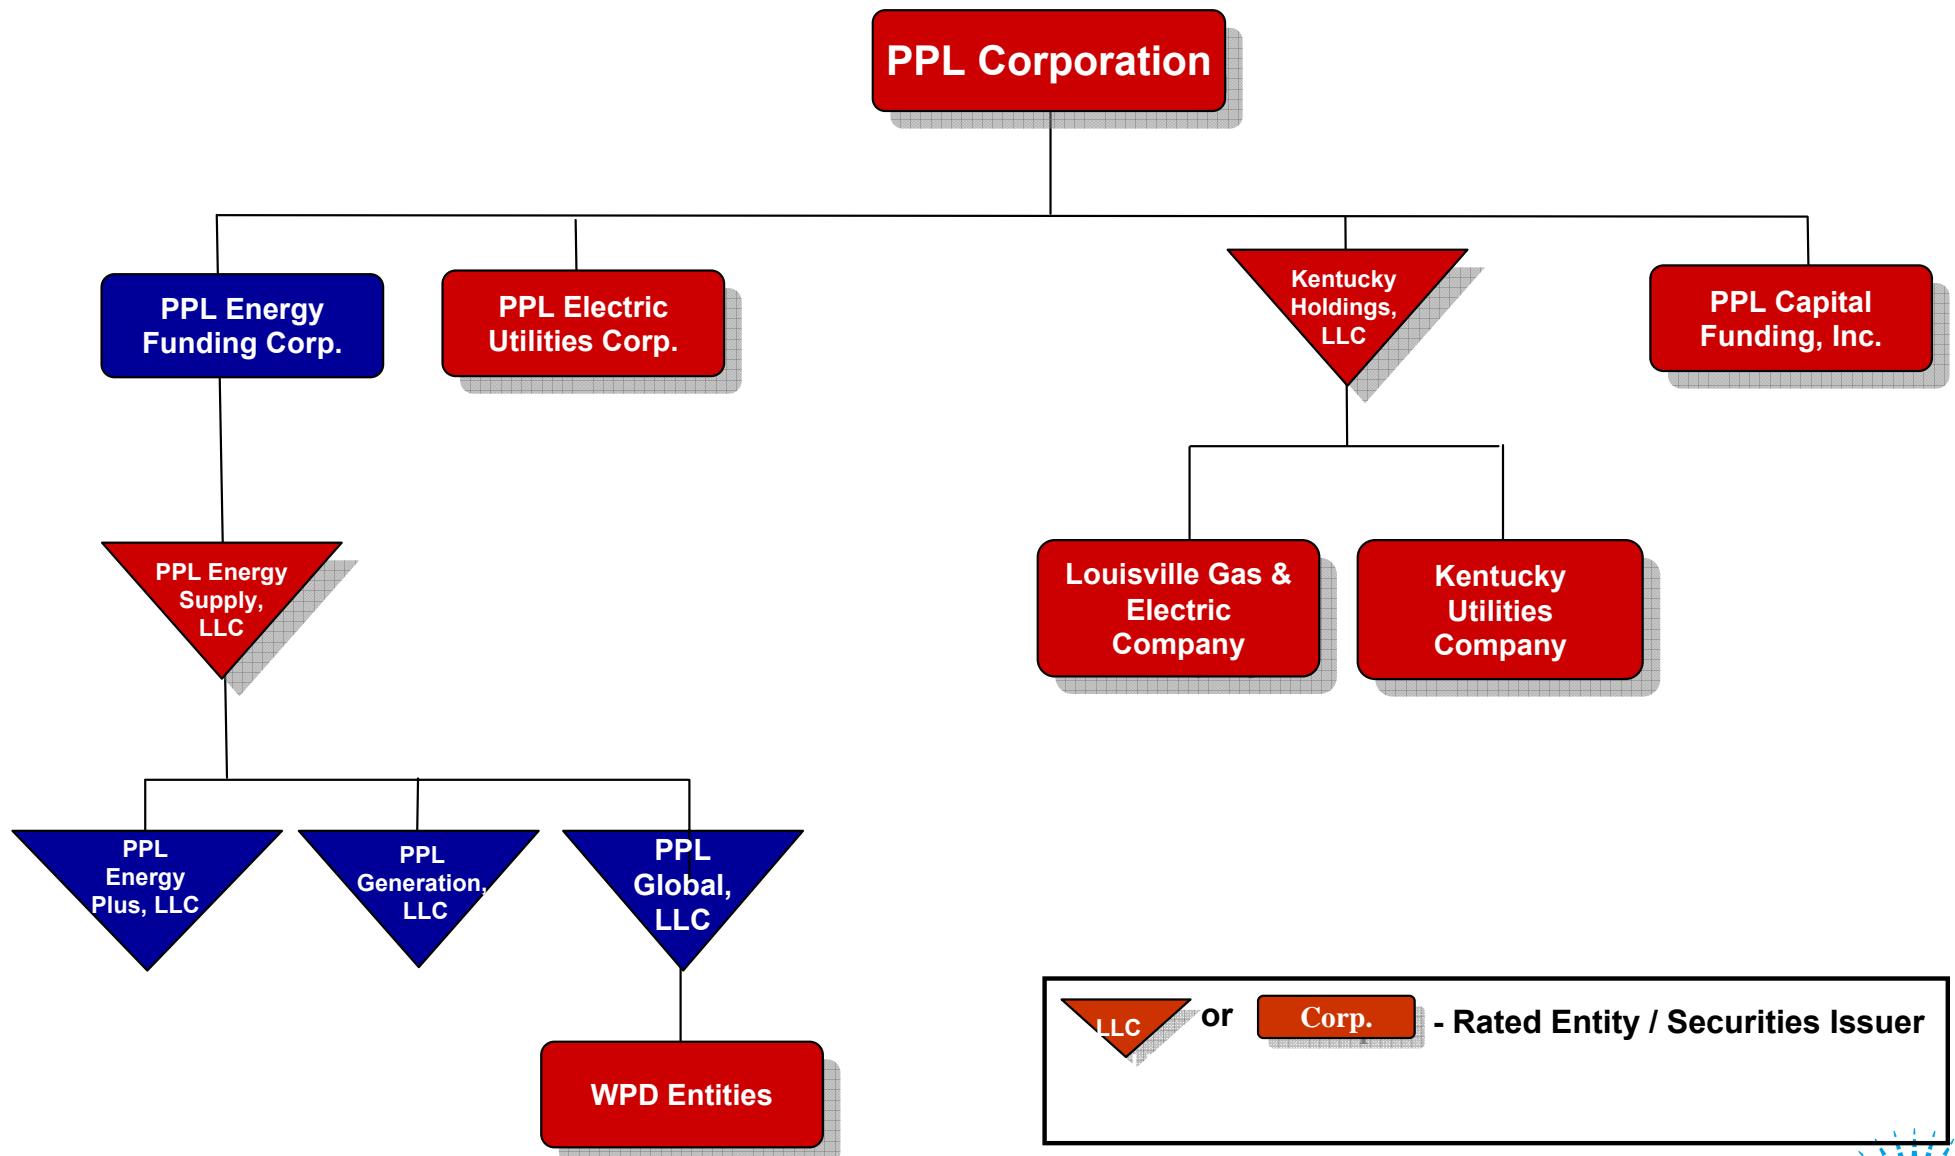 PPL Corporation
PPL Energy
Funding Corp.
PPL Electric
Utilities Corp.
Kentucky
Holdings,
LLC
PPL Capital
Funding, Inc.
PPL Energy
Supply,
LLC
Louisville Gas &
Electric
Company
Kentucky
Utilities
Company
PPL
Energy
Plus, LLC
PPL
Generation,
LLC
PPL
Global,
LLC
WPD Entities
LLC or Corp. - Rated Entity / Securities Issuer